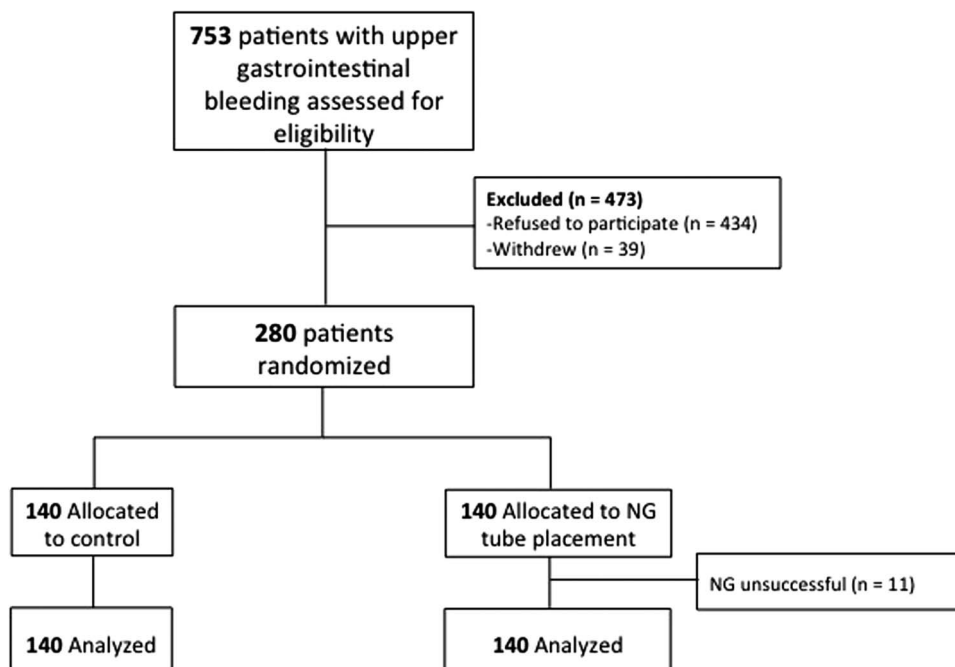 753 patients with upper
gastrointestinal
bleeding assessed for
eligibility
Excluded (n = 473)
-Refused to participate (n = 434)
-Withdrew (n = 39)
280 patients
randomized
140 Allocated
to control
140 Allocated to NG
tube placement
NG unsuccessful (n = 11)
140 Analyzed
140 Analyzed